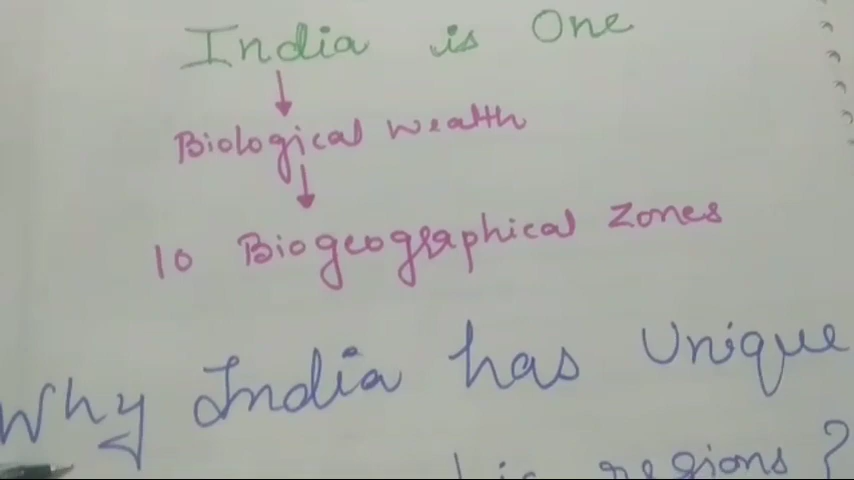 India is One
Biological Wealth
10 Biogeographical Zones
Why India has Unique
regions?